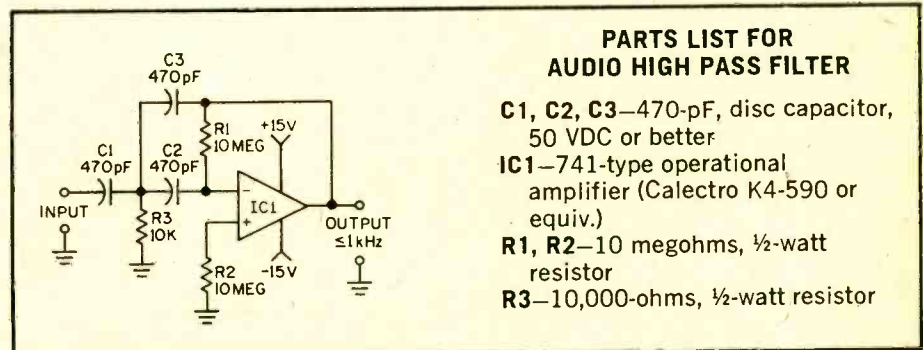 C3
470pF
C1
470pF
C2
470pF
R1
10MEG
+15V
INPUT
R3
10K
−
IC1
+
OUTPUT
≤1kHz
R2
10MEG
−15V
PARTS LIST FOR
AUDIO HIGH PASS FILTER
C1, C2, C3—470-pF, disc capacitor,
50 VDC or better
IC1—741-type operational
amplifier (Calectro K4-590 or
equiv.)
R1, R2—10 megohms, ½-watt
resistor
R3—10,000-ohms, ½-watt resistor